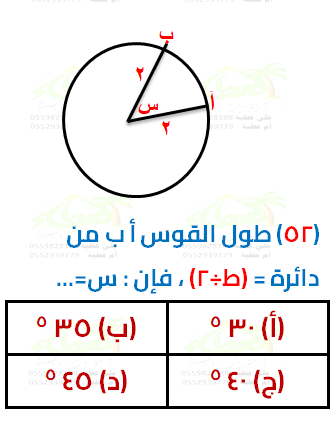 ب
٢
أ
س
٢
(٥٢) طول القوس أ ب من
دائرة = (ط÷٢) ، فإن : س=...
(أ) ٣٠ °
(ب) ٣٥ °
(ج) ٤٠ °
(د) ٤٥ °